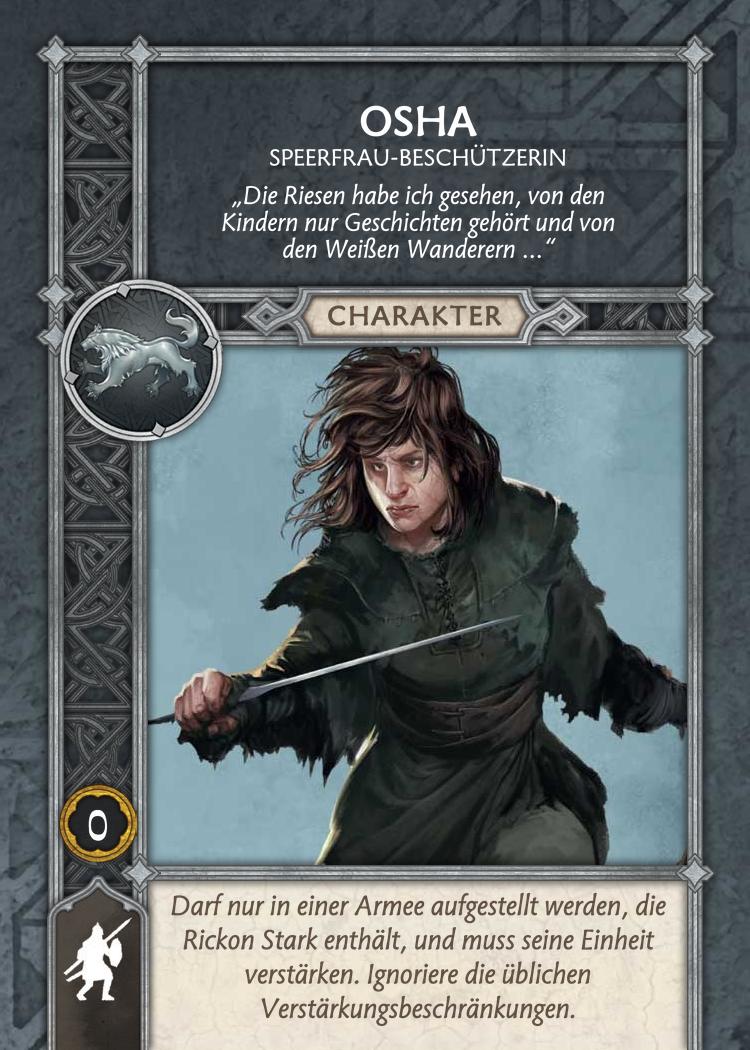 OSHA
SPEERFRAU-BESCHÜTZERIN
„Die Riesen habe ich gesehen, von den
Kindern nur Geschichten gehört und von
den Weißen Wanderern ...“
CHARAKTER
0
Darf nur in einer Armee aufgestellt werden, die
Rickon Stark enthält, und muss seine Einheit
verstärken. Ignoriere die üblichen
Verstärkungsbeschränkungen.